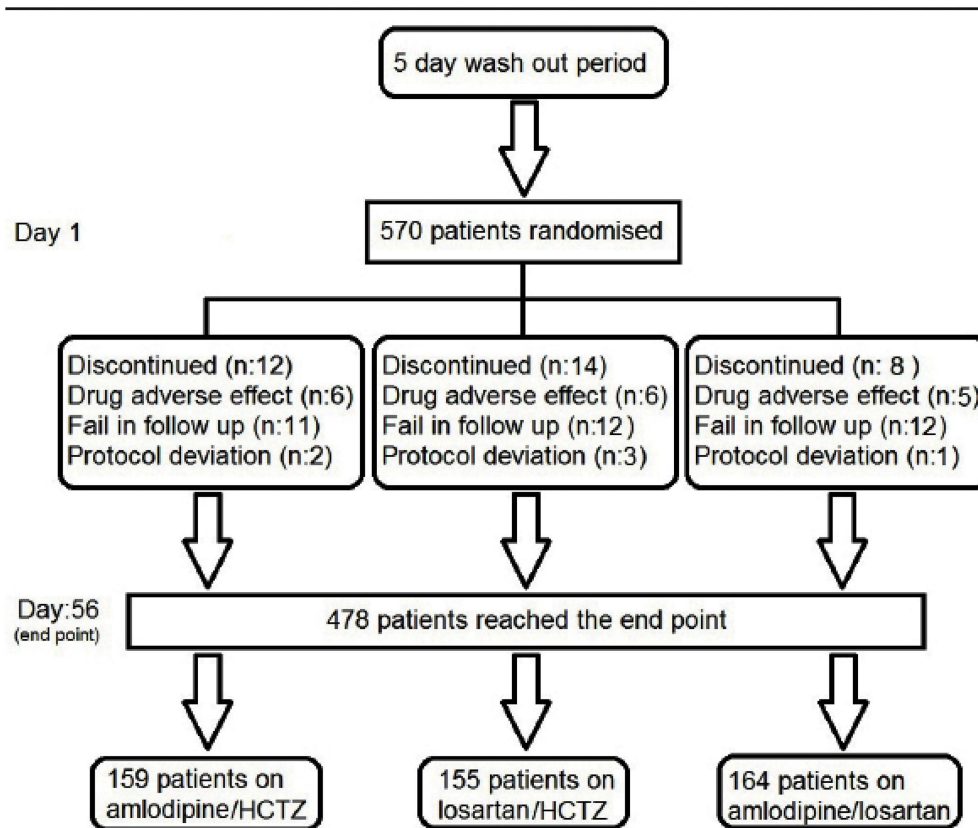 5 day wash out period
Day 1
570 patients randomised
Discontinued (n:12)
Drug adverse effect (n:6)
Fail in follow up (n:11)
Protocol deviation (n:2)
Discontinued (n:14)
Drug adverse effect (n:6)
Fail in follow up (n:12)
Protocol deviation (n:3)
Discontinued (n: 8 )
Drug adverse effect (n:5)
Fail in follow up (n:12)
Protocol deviation (n:1)
Day:56
(end point)
478 patients reached the end point
159 patients on
amlodipine/HCTZ
155 patients on
losartan/HCTZ
164 patients on
amlodipine/losartan